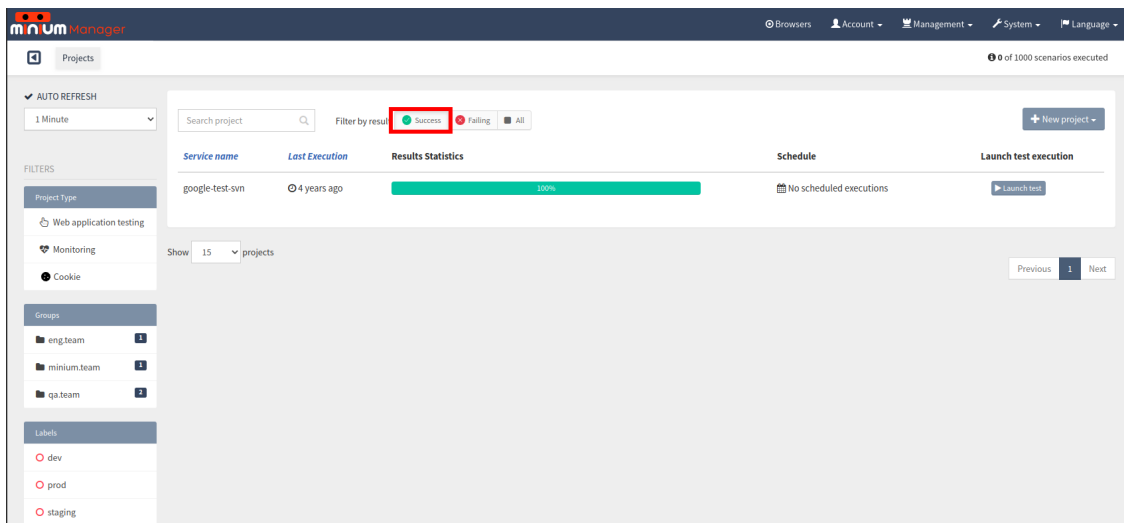 minium Manager
Browsers Account Management System Language
Projects
0 of 1000 scenarios executed
AUTO REFRESH
1 Minute
FILTERS
Project Type
Web application testing
Monitoring
Cookie
Groups
eng.team 1
minium.team 1
qa.team 2
Labels
dev
prod
staging
Search project
Filter by result Success Failing All
New project
Service name Last Execution Results Statistics Schedule Launch test execution
google-test-svn 4 years ago 100% No scheduled executions Launch test
Show 15 projects
Previous 1 Next